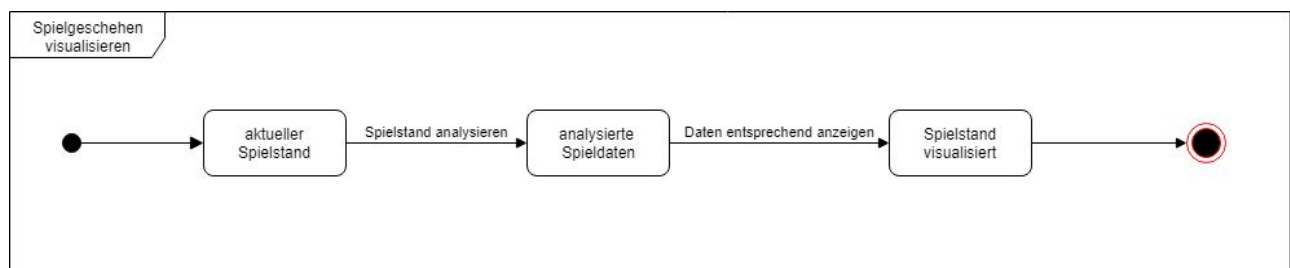 Spielgeschehen
visualisieren
aktueller
Spielstand
Spielstand analysieren
analysierte
Spieldaten
Daten entsprechend anzeigen
Spielstand
visualisiert